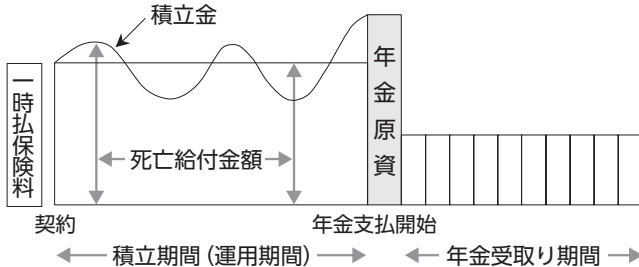 積立金
一時払保険料
年金原資
死亡給付金額
契約
年金支払開始
積立期間(運用期間)
年金受取り期間